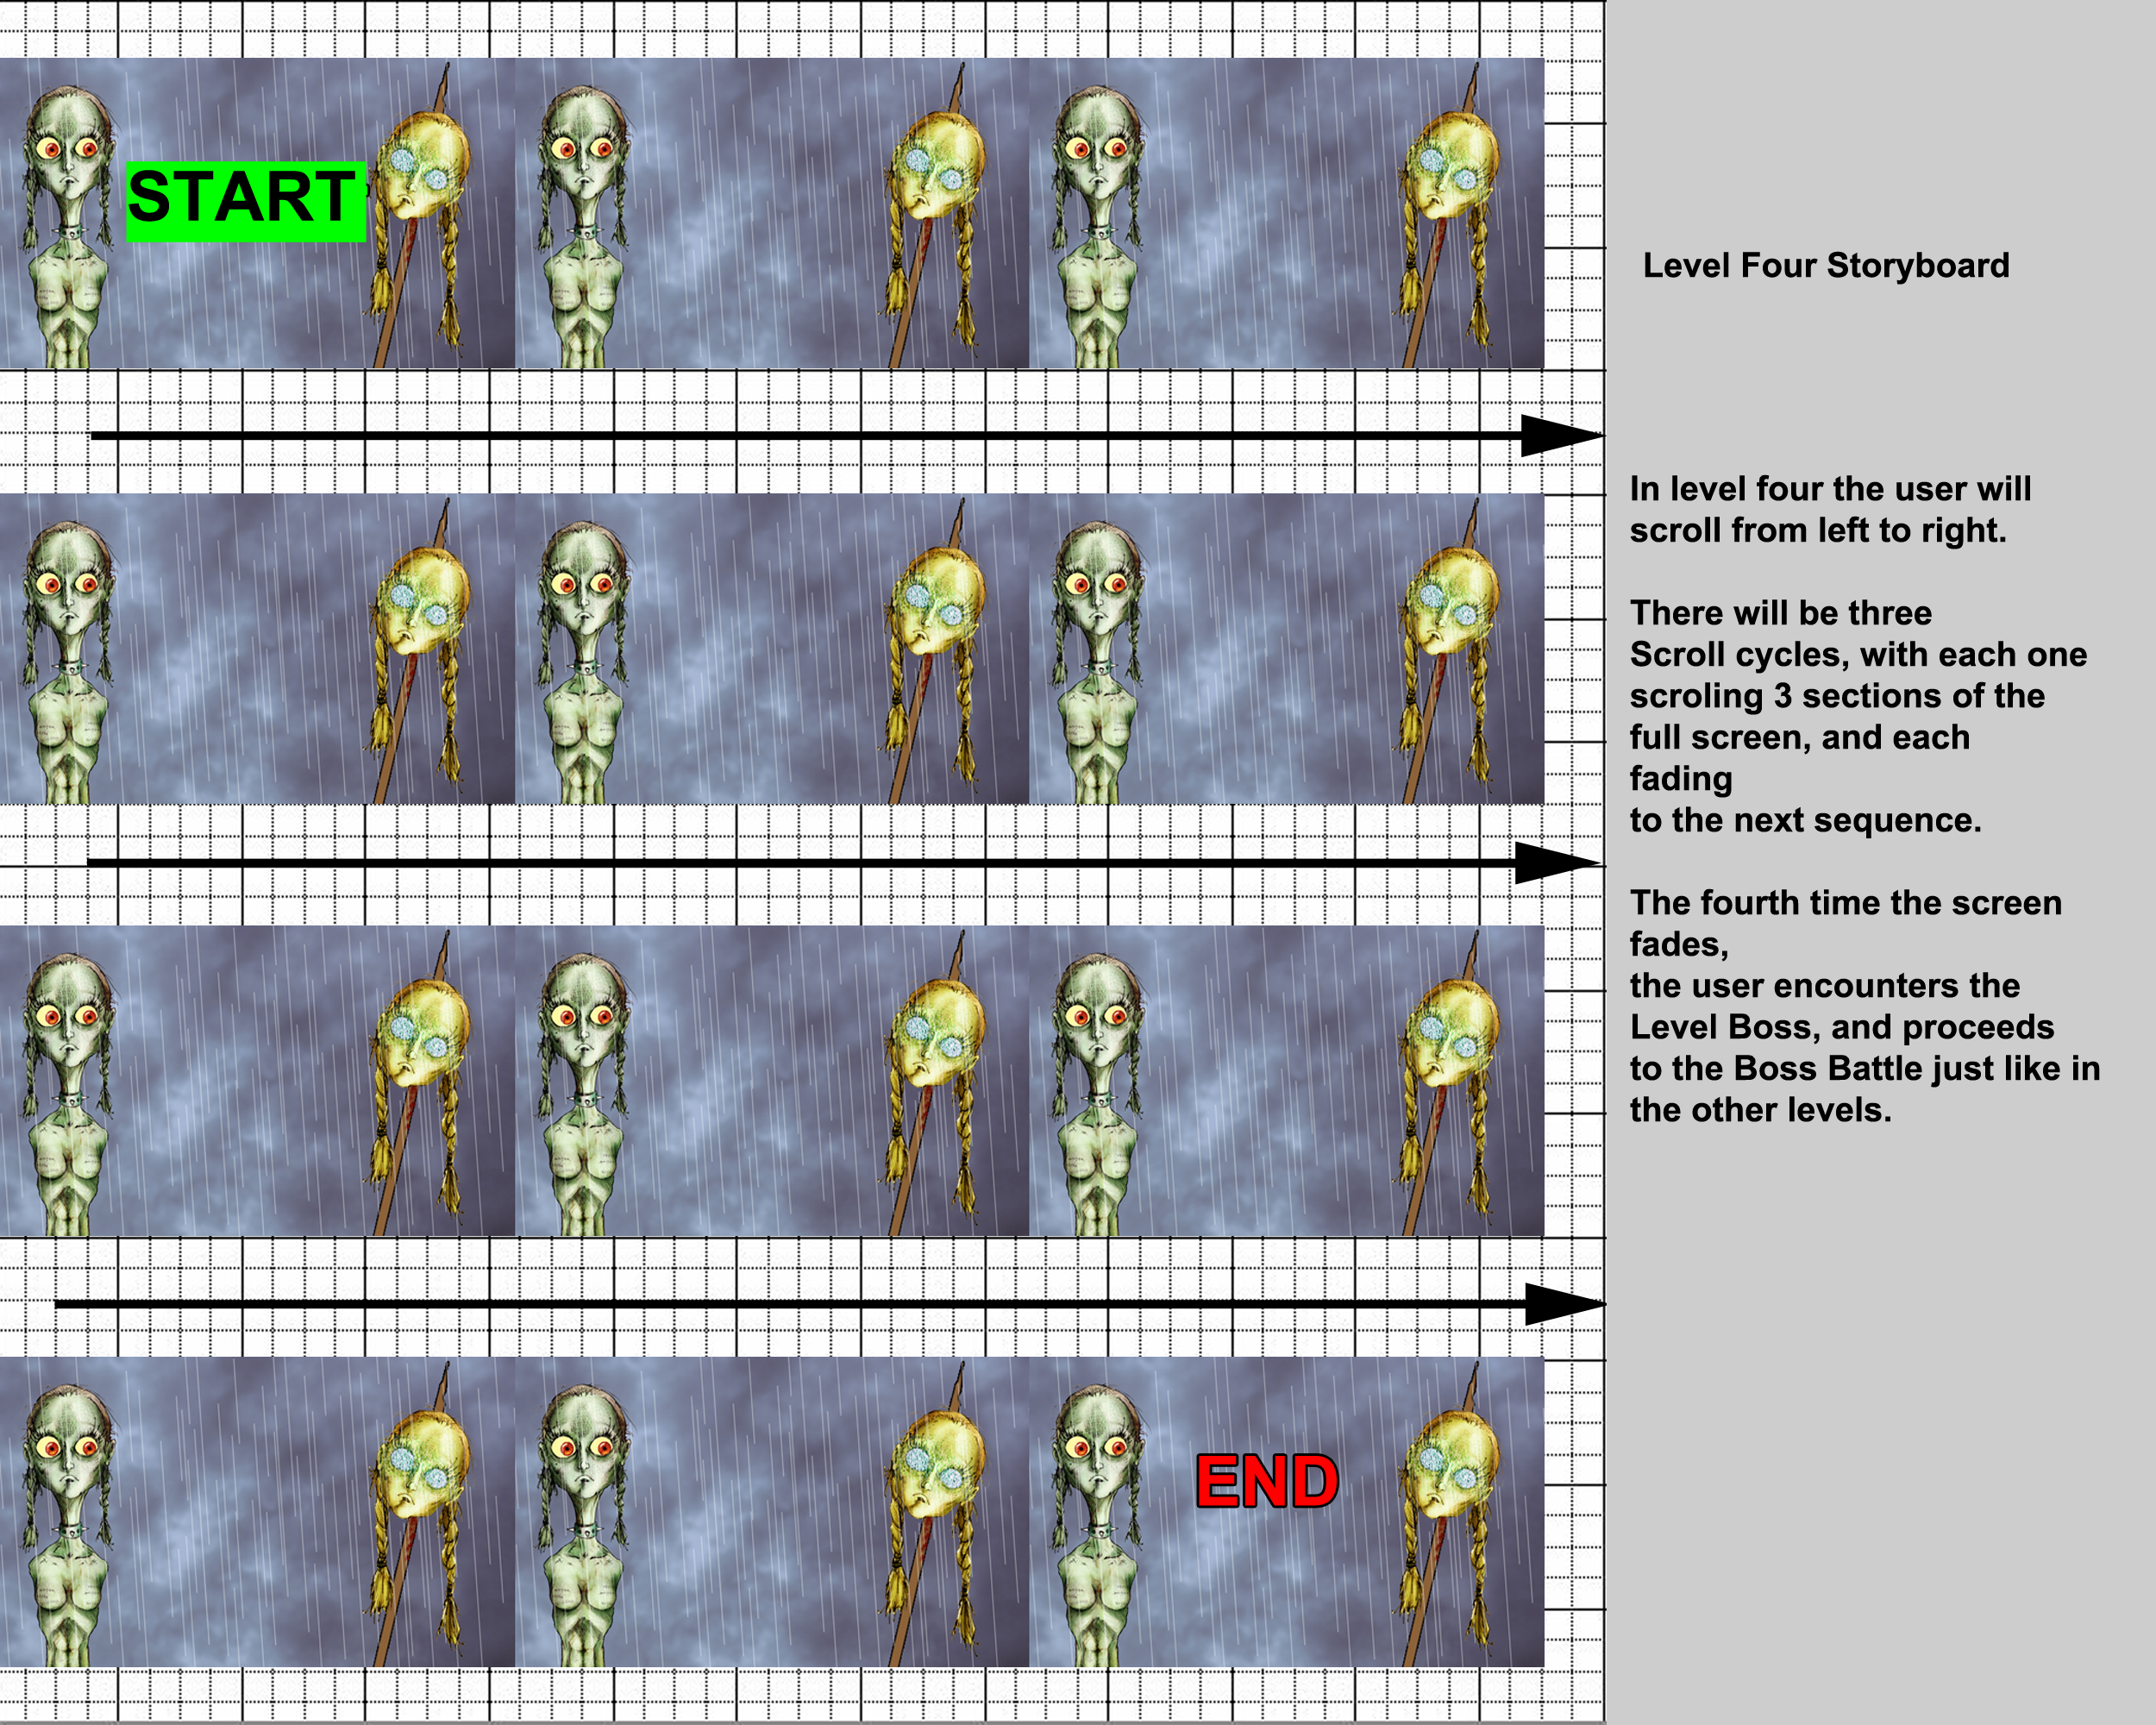 START
Level Four Storyboard
In level four the user will
scroll from left to right.
There will be three
Scroll cycles, with each one
scroling 3 sections of the
full screen, and each
fading
to the next sequence.
The fourth time the screen
fades,
the user encounters the
Level Boss, and proceeds
to the Boss Battle just like in
the other levels.
END